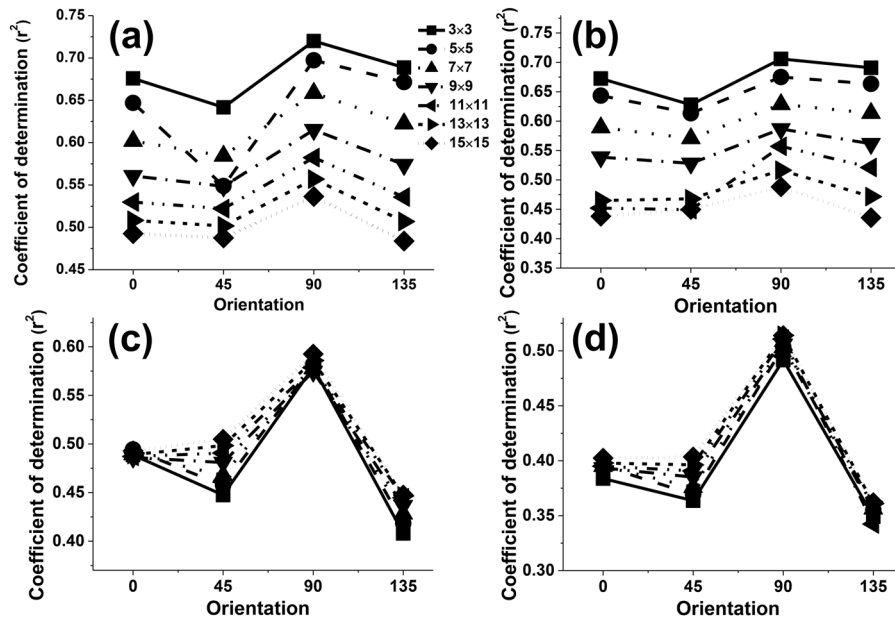 (a)
Coefficient of determination (r²)
0.75
0.70
0.65
0.60
0.55
0.50
0.45
0 45 90 135
Orientation
3×3
5×5
7×7
9×9
11×11
13×13
15×15
(b)
Coefficient of determination (r²)
0.75
0.70
0.65
0.60
0.55
0.50
0.45
0.40
0.35
0 45 90 135
Orientation
(c)
Coefficient of determination (r²)
0.60
0.55
0.50
0.45
0.40
0 45 90 135
Orientation
(d)
Coefficient of determination (r²)
0.50
0.45
0.40
0.35
0.30
0 45 90 135
Orientation